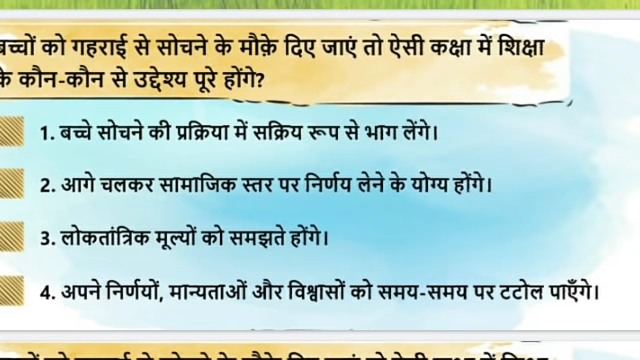 बच्चों को गहराई से सोचने के मौक़े दिए जाएं तो ऐसी कक्षा में शिक्षा
के कौन-कौन से उद्देश्य पूरे होंगे?
1. बच्चे सोचने की प्रक्रिया में सक्रिय रूप से भाग लेंगे।
2. आगे चलकर सामाजिक स्तर पर निर्णय लेने के योग्य होंगे।
3. लोकतांत्रिक मूल्यों को समझते होंगे।
4. अपने निर्णयों, मान्यताओं और विश्वासों को समय-समय पर टटोल पाएँगे।